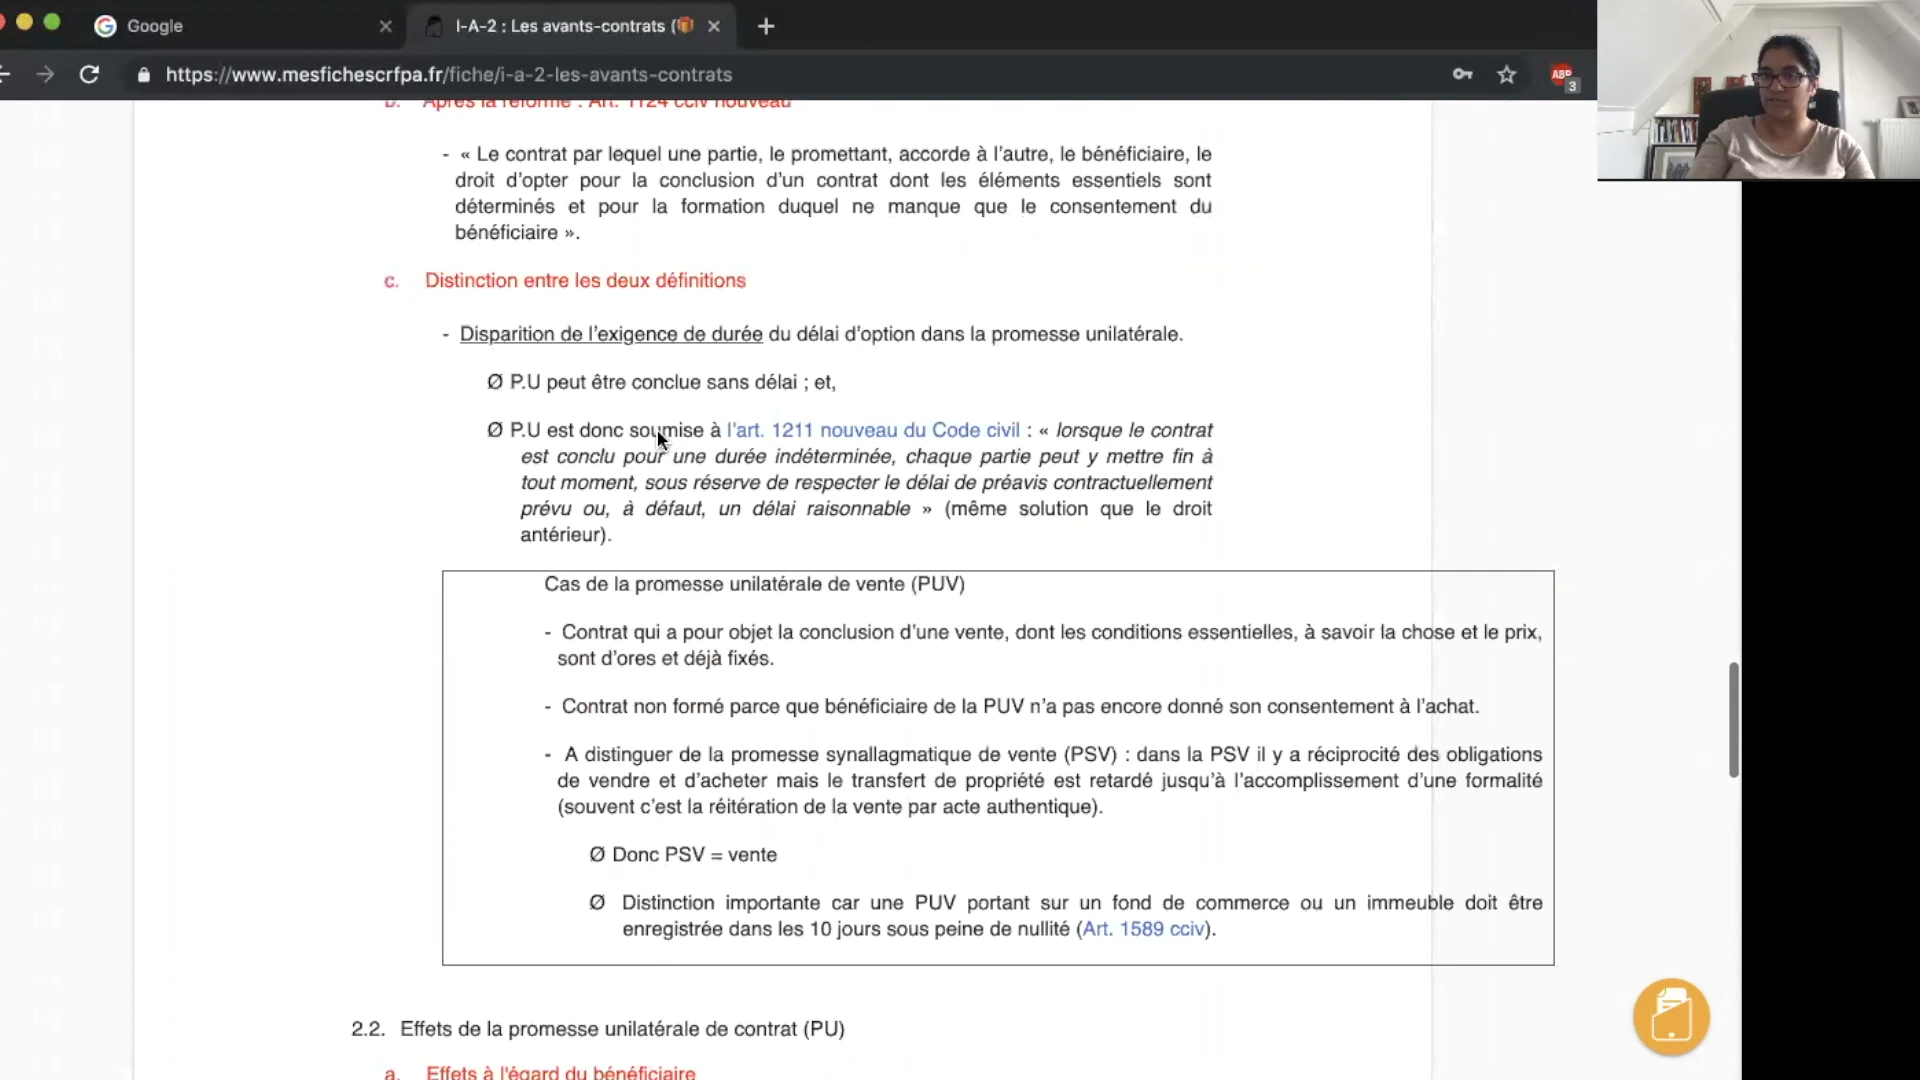 Google
I-A-2 : Les avants-contrats (
https://www.mesfichescrfpa.fr/fiche/i-a-2-les-avants-contrats
ABP
3
b. Après la réforme : Art. 1124 cciv nouveau
- « Le contrat par lequel une partie, le promettant, accorde à l'autre, le bénéficiaire, le
droit d'opter pour la conclusion d'un contrat dont les éléments essentiels sont
déterminés et pour la formation duquel ne manque que le consentement du
bénéficiaire ».
c. Distinction entre les deux définitions
- Disparition de l'exigence de durée du délai d'option dans la promesse unilatérale.
Ø P.U peut être conclue sans délai ; et,
Ø P.U est donc soumise à l'art. 1211 nouveau du Code civil : « lorsque le contrat
est conclu pour une durée indéterminée, chaque partie peut y mettre fin à
tout moment, sous réserve de respecter le délai de préavis contractuellement
prévu ou, à défaut, un délai raisonnable » (même solution que le droit
antérieur).
Cas de la promesse unilatérale de vente (PUV)
- Contrat qui a pour objet la conclusion d'une vente, dont les conditions essentielles, à savoir la chose et le prix,
sont d'ores et déjà fixés.
- Contrat non formé parce que bénéficiaire de la PUV n'a pas encore donné son consentement à l'achat.
- A distinguer de la promesse synallagmatique de vente (PSV) : dans la PSV il y a réciprocité des obligations
de vendre et d'acheter mais le transfert de propriété est retardé jusqu'à l'accomplissement d'une formalité
(souvent c'est la réitération de la vente par acte authentique).
Ø Donc PSV = vente
Ø Distinction importante car une PUV portant sur un fond de commerce ou un immeuble doit être
enregistrée dans les 10 jours sous peine de nullité (Art. 1589 cciv).
2.2. Effets de la promesse unilatérale de contrat (PU)
a. Effets à l'égard du bénéficiaire